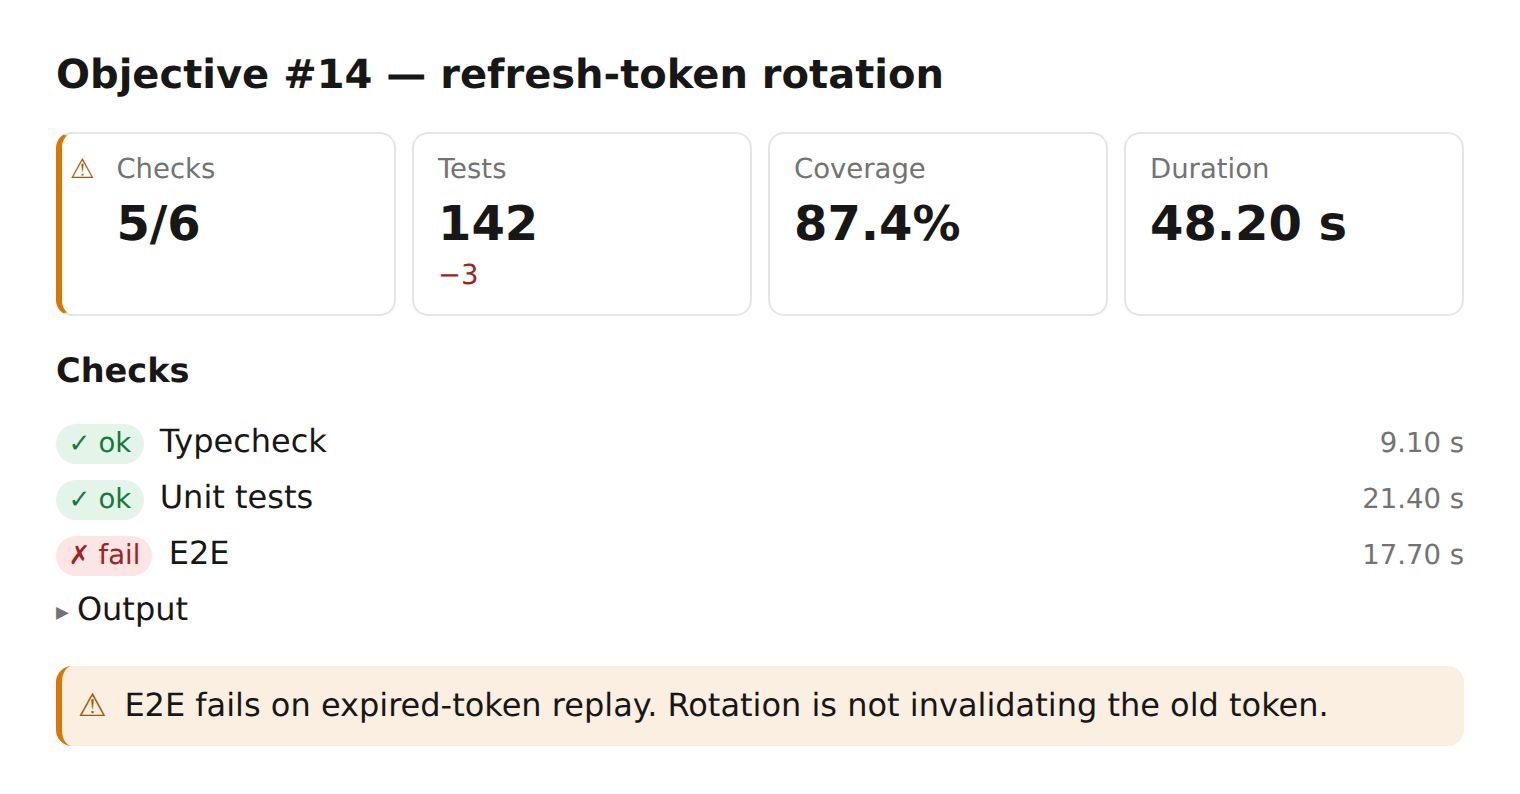 Objective #14 — refresh-token rotation
⚠ Checks
5/6
Tests
142
−3
Coverage
87.4%
Duration
48.20 s
Checks
✓ ok Typecheck 9.10 s
✓ ok Unit tests 21.40 s
✗ fail E2E 17.70 s
▸ Output
⚠ E2E fails on expired-token replay. Rotation is not invalidating the old token.